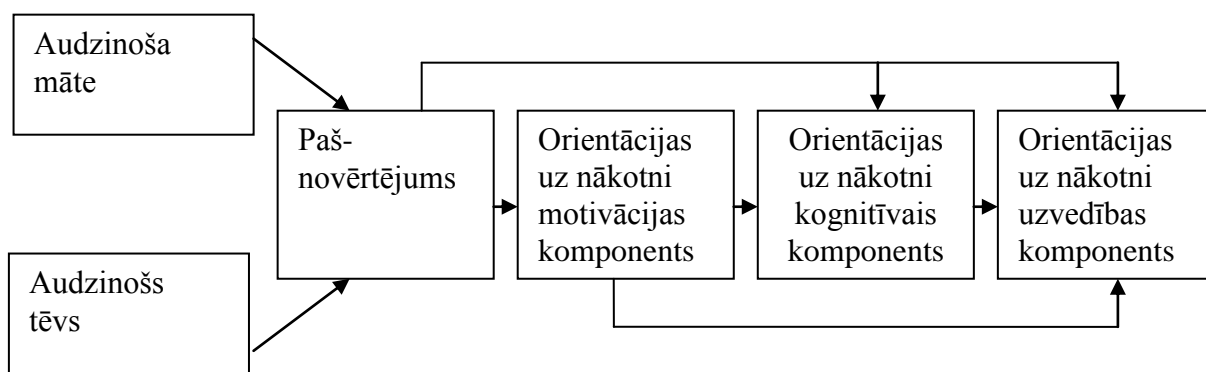 Audzinoša
māte
Audzinošs
tēvs
Paš-
novērtējums
Orientācijas
uz nākotni
motivācijas
komponents
Orientācijas
uz nākotni
kognitīvais
komponents
Orientācijas
uz nākotni
uzvedības
komponents